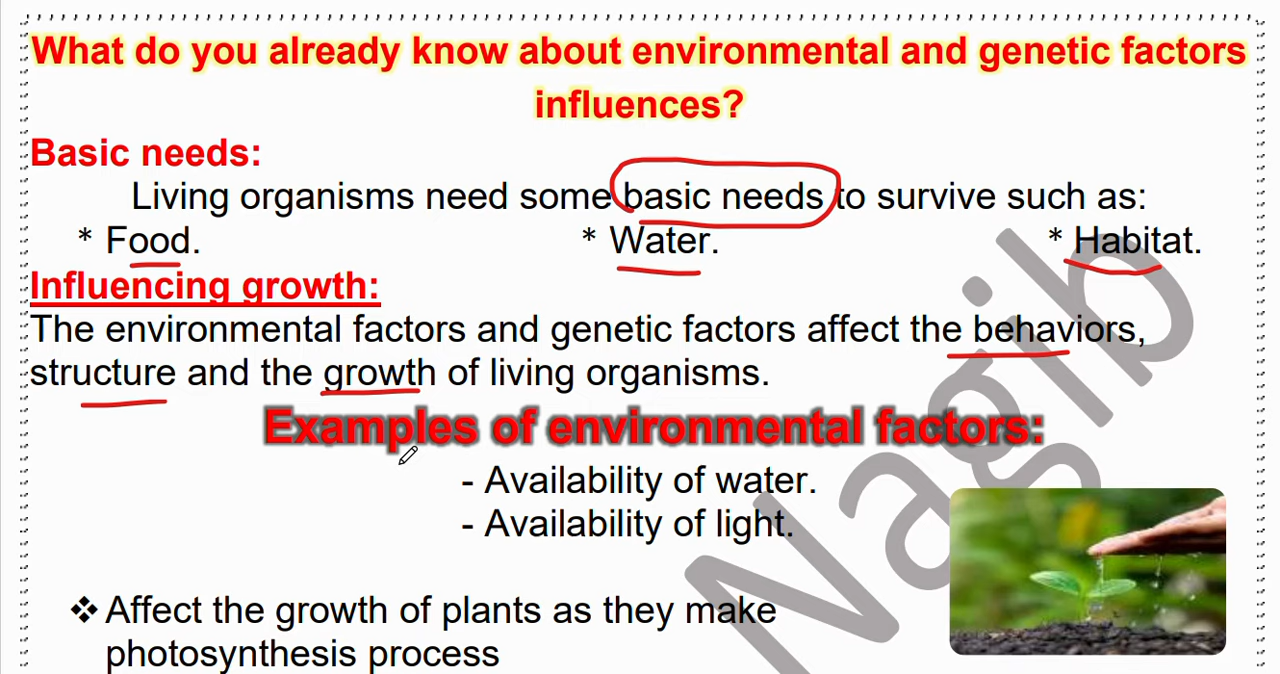 What do you already know about environmental and genetic factors
influences?
Basic needs:
Living organisms need some basic needs to survive such as:
* Food. * Water. * Habitat.
Influencing growth:
The environmental factors and genetic factors affect the behaviors,
structure and the growth of living organisms.
Examples of environmental factors:
- Availability of water.
- Availability of light.
❖ Affect the growth of plants as they make
photosynthesis process
Nagib